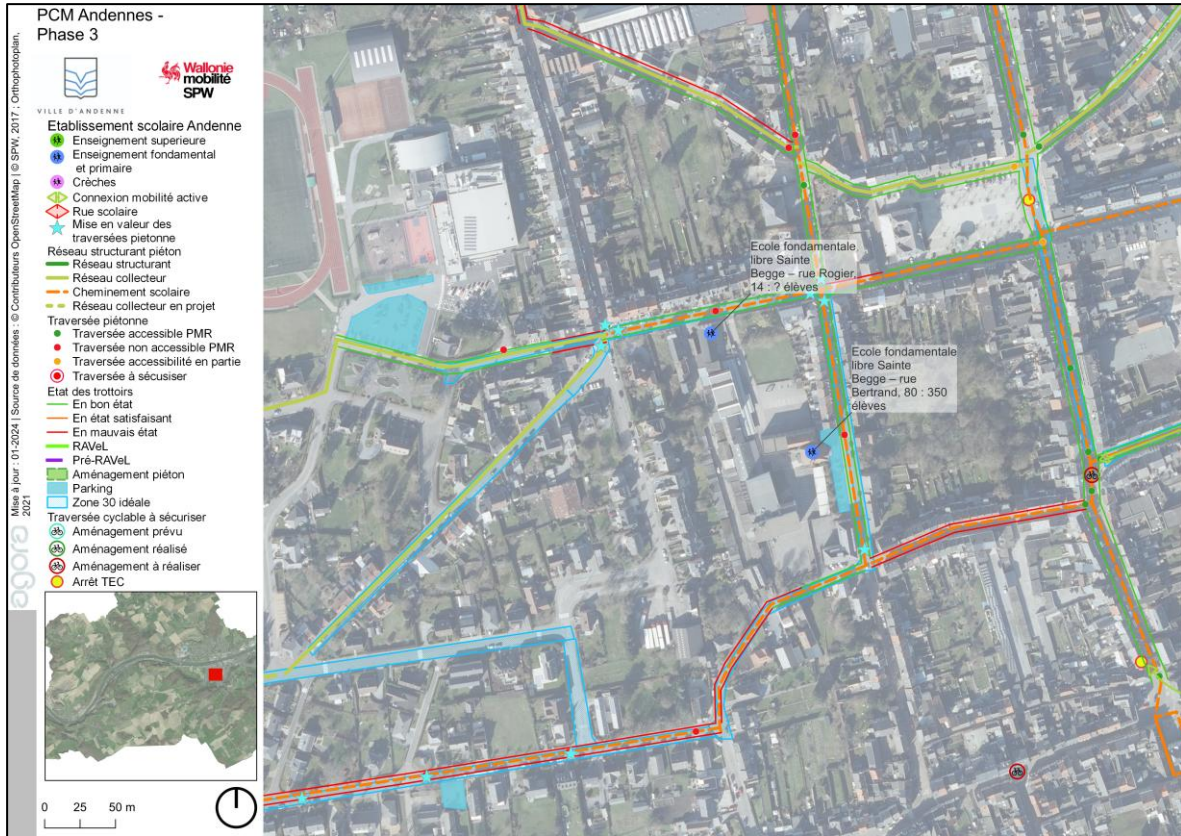 PCM Andennes -
Phase 3
VILLE D'ANDENNE
Wallonie
mobilité
SPW
Etablissement scolaire Andenne
Enseignement superieure
Enseignement fondamental
et primaire
Crèches
Connexion mobilité active
Rue scolaire
Mise en valeur des
traversées pietonne
Réseau structurant piéton
Réseau structurant
Réseau collecteur
Cheminement scolaire
Réseau collecteur en projet
Traversée piétonne
Traversée accessible PMR
Traversée non accessible PMR
Traversée accessibilité en partie
Traversée à sécusiser
Etat des trottoirs
En bon état
En état satisfaisant
En mauvais état
RAVeL
Pré-RAVeL
Aménagement piéton
Parking
Zone 30 idéale
Traversée cyclable à sécuriser
Aménagement prévu
Aménagement réalisé
Aménagement à réaliser
Arrêt TEC
0 25 50 m
Mise à jour : 01-2024 | Source de données : © Contributeurs OpenStreetMap | © SPW, 2017 ; Orthophotoplan,
2021
agora
Ecole fondamentale
libre Sainte
Begge – rue Rogier,
14 : ? élèves
Ecole fondamentale
libre Sainte
Begge – rue
Bertrand, 80 : 350
élèves